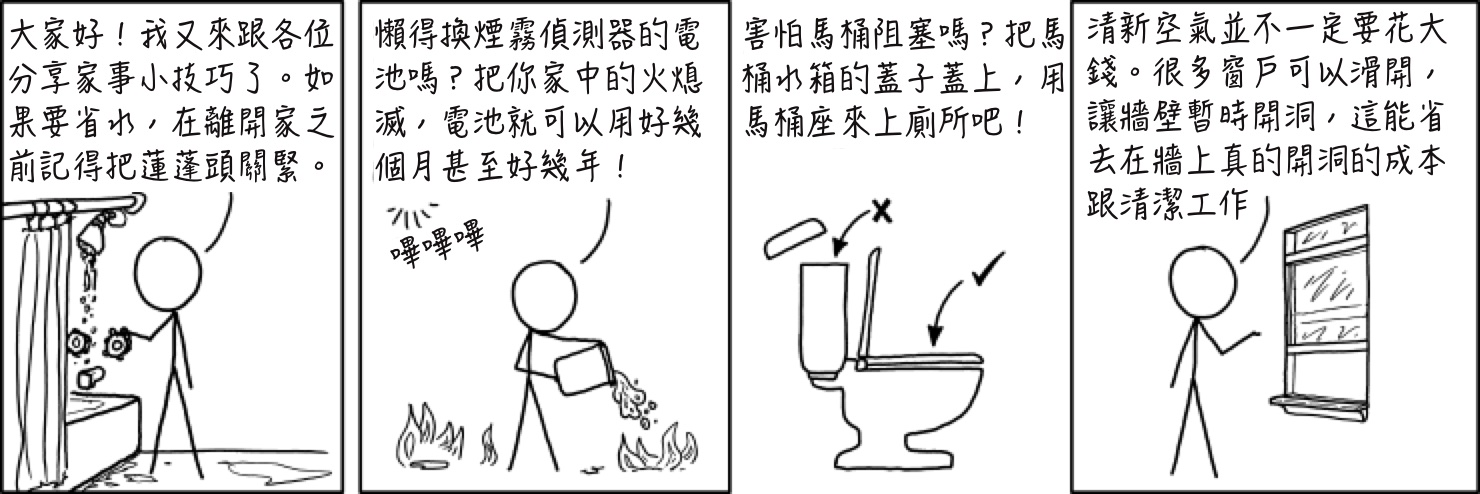 大家好！我又來跟各位
分享家事小技巧了。如
果要省水，在離開家之
前記得把蓮蓬頭關緊。
懶得換煙霧偵測器的電
池嗎？把你家中的火熄
滅，電池就可以用好幾
個月甚至好幾年！
嗶嗶嗶
害怕馬桶阻塞嗎？把馬
桶水箱的蓋子蓋上，用
馬桶座來上廁所吧！
清新空氣並不一定要花大
錢。很多窗戶可以滑開，
讓牆壁暫時開洞，這能省
去在牆上真的開洞的成本
跟清潔工作